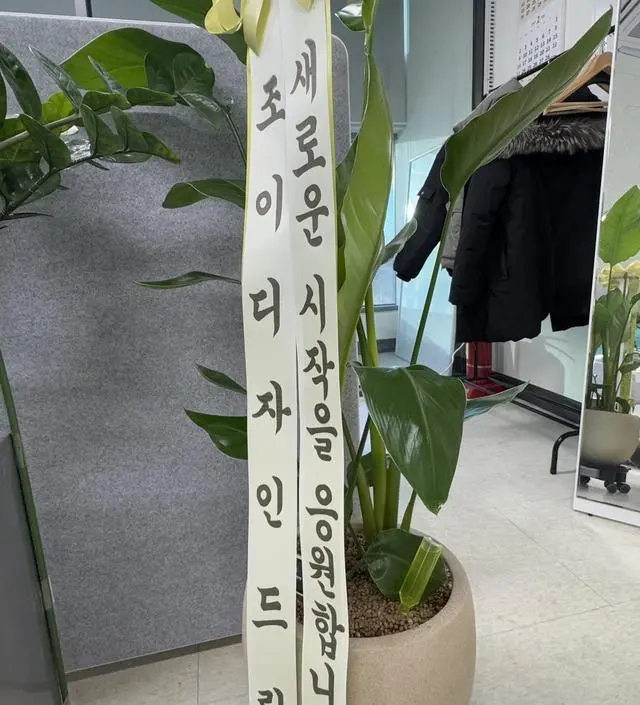 새로운 시작을 응원합니
조이디자인드